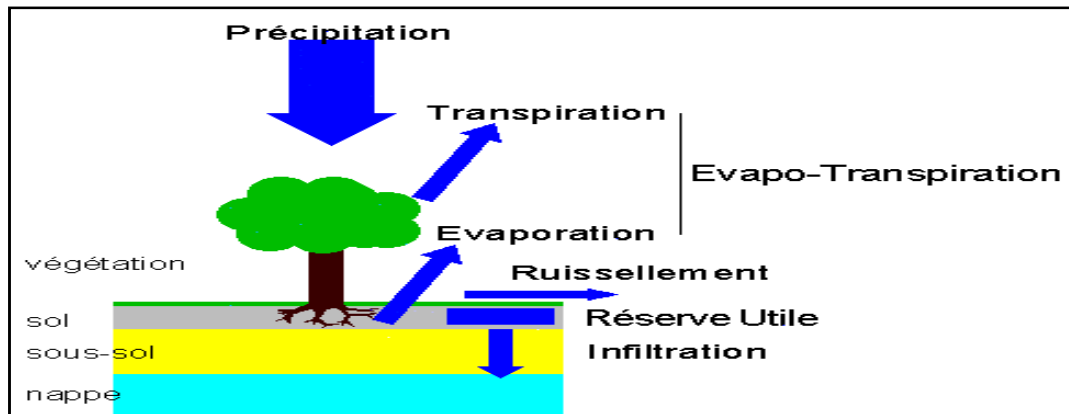 Précipitation
Transpiration
Evapo-Transpiration
Evaporation
végétation
Ruissellement
sol
Réserve Utile
sous-sol
Infiltration
nappe